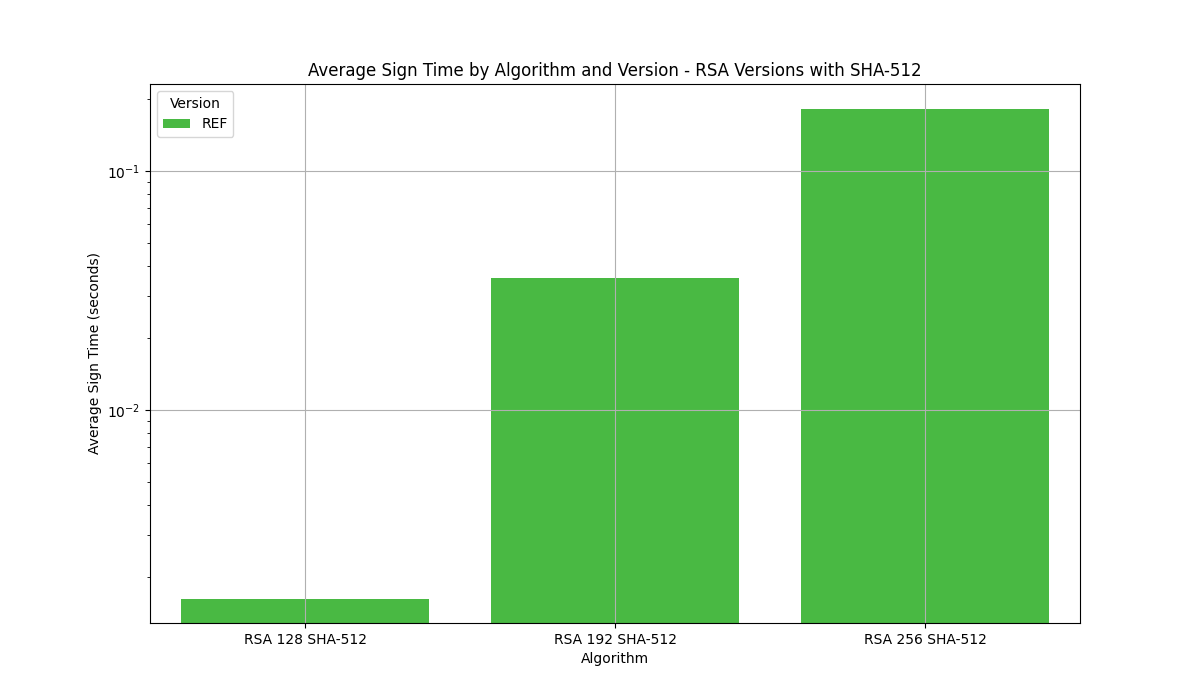 Average Sign Time by Algorithm and Version - RSA Versions with SHA-512
Version
REF
Average Sign Time (seconds)
10⁻¹
10⁻²
RSA 128 SHA-512
RSA 192 SHA-512
RSA 256 SHA-512
Algorithm